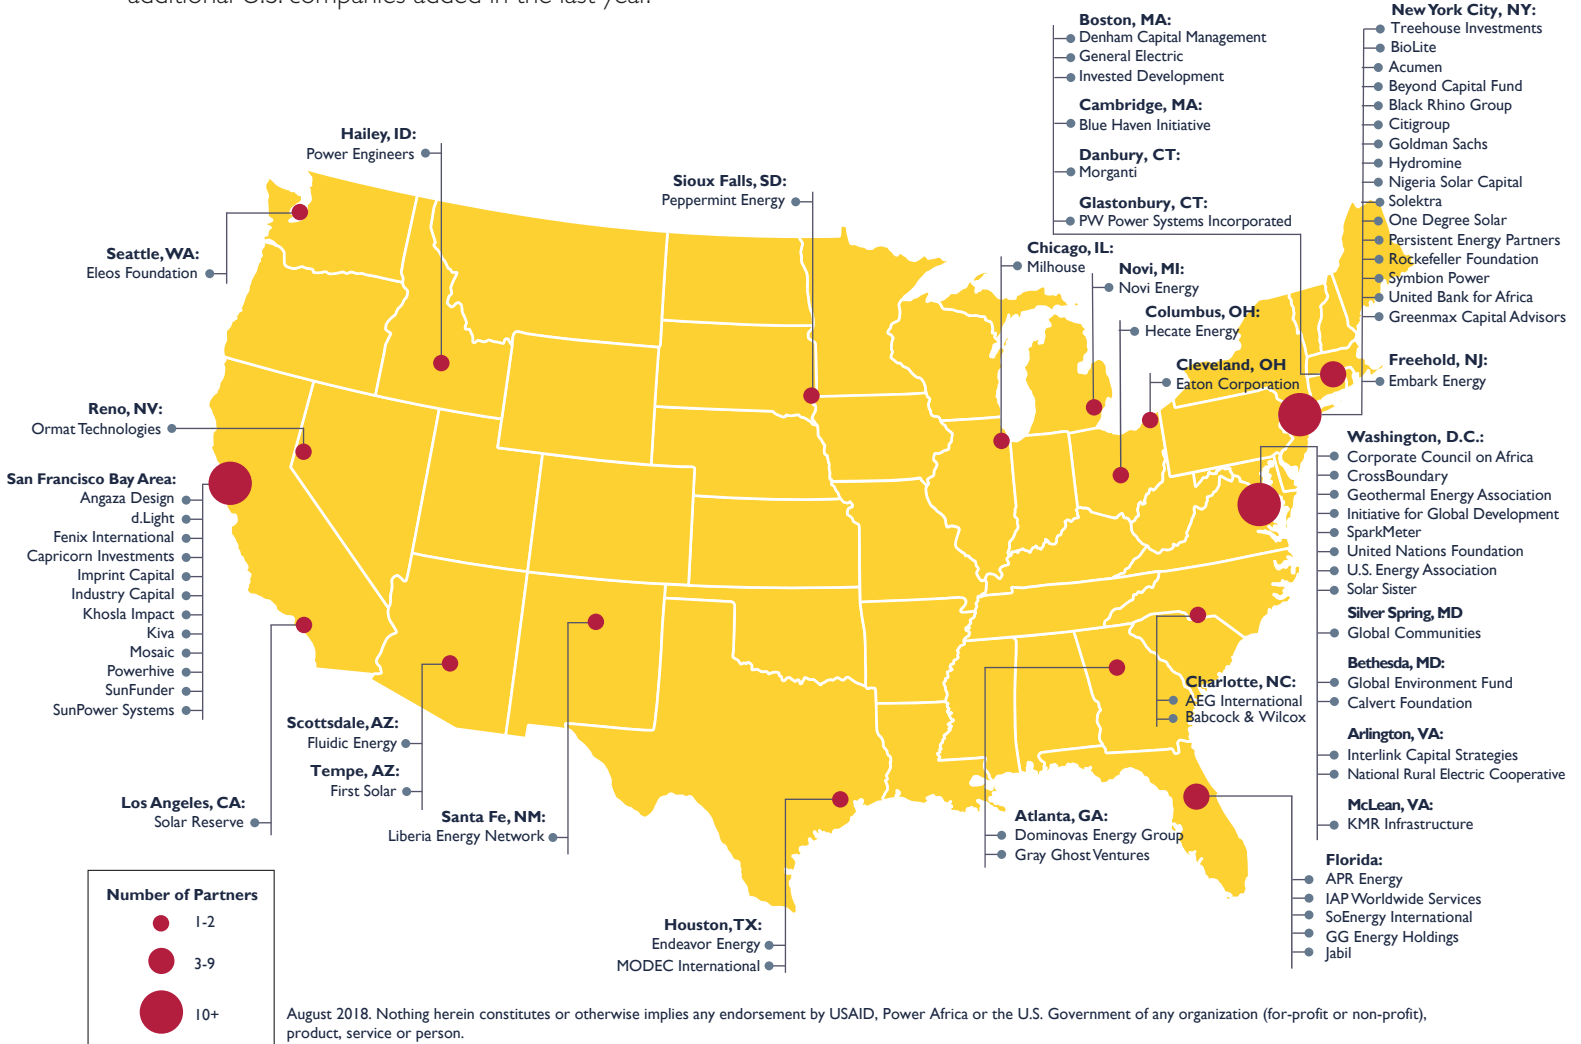 additional U.S. companies added in the last year.
Boston, MA:
Denham Capital Management
General Electric
Invested Development
Cambridge, MA:
Blue Haven Initiative
Danbury, CT:
Morganti
Glastonbury, CT:
PW Power Systems Incorporated
New York City, NY:
Treehouse Investments
BioLite
Acumen
Beyond Capital Fund
Black Rhino Group
Citigroup
Goldman Sachs
Hydromine
Nigeria Solar Capital
Solektra
One Degree Solar
Persistent Energy Partners
Rockefeller Foundation
Symbion Power
United Bank for Africa
Greenmax Capital Advisors
Freehold, NJ:
Embark Energy
Hailey, ID:
Power Engineers
Sioux Falls, SD:
Peppermint Energy
Seattle, WA:
Eleos Foundation
Chicago, IL:
Milhouse
Novi, MI:
Novi Energy
Columbus, OH:
Hecate Energy
Cleveland, OH
Eaton Corporation
Reno, NV:
Ormat Technologies
San Francisco Bay Area:
Angaza Design
d.Light
Fenix International
Capricorn Investments
Imprint Capital
Industry Capital
Khosla Impact
Kiva
Mosaic
Powerhive
SunFunder
SunPower Systems
Washington, D.C.:
Corporate Council on Africa
CrossBoundary
Geothermal Energy Association
Initiative for Global Development
SparkMeter
United Nations Foundation
U.S. Energy Association
Solar Sister
Silver Spring, MD
Global Communities
Bethesda, MD:
Global Environment Fund
Calvert Foundation
Arlington, VA:
Interlink Capital Strategies
National Rural Electric Cooperative
McLean, VA:
KMR Infrastructure
Charlotte, NC:
AEG International
Babcock & Wilcox
Scottsdale, AZ:
Fluidic Energy
Tempe, AZ:
First Solar
Los Angeles, CA:
Solar Reserve
Santa Fe, NM:
Liberia Energy Network
Atlanta, GA:
Dominovas Energy Group
Gray Ghost Ventures
Florida:
APR Energy
IAP Worldwide Services
SoEnergy International
GG Energy Holdings
Jabil
Houston, TX:
Endeavor Energy
MODEC International
Number of Partners
1-2
3-9
10+
August 2018. Nothing herein constitutes or otherwise implies any endorsement by USAID, Power Africa or the U.S. Government of any organization (for-profit or non-profit),
product, service or person.